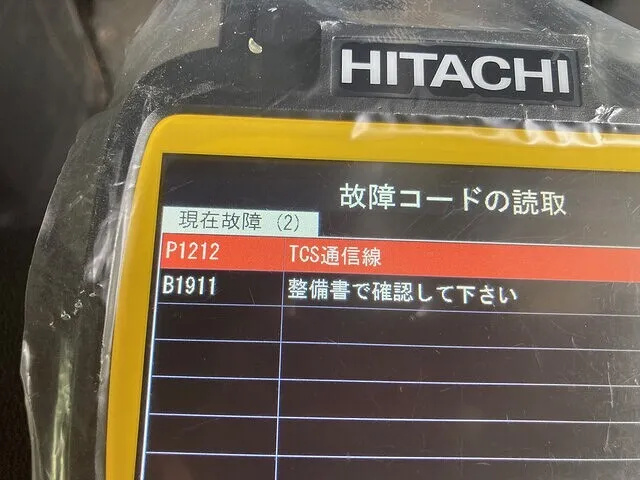 HITACHI
故障コードの読取
現在故障 (2)
P1212 TCS通信線
B1911 整備書で確認して下さい